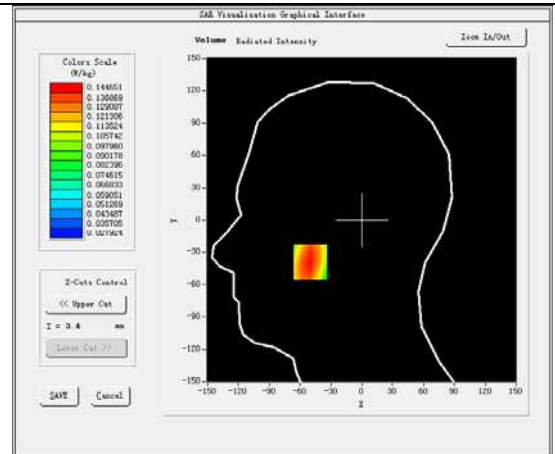 SAR Visualisation Graphical Interface
Volume Radiated Intensity
Zoom In/Out
Colors Scale
(W/kg)
0.144651
0.136869
0.129087
0.121306
0.113524
0.105742
0.097960
0.090178
0.082396
0.074615
0.066833
0.059051
0.051269
0.043487
0.035705
0.027924
Z-Cuts Control
<< Upper Cut
Z = 3.4 mm
Lower Cut >>
SAVE Cancel
150
120
90
60
30
0
-30
-60
-90
-120
-150
Y
-150 -120 -90 -60 -30 0 30 60 90 120 150
X